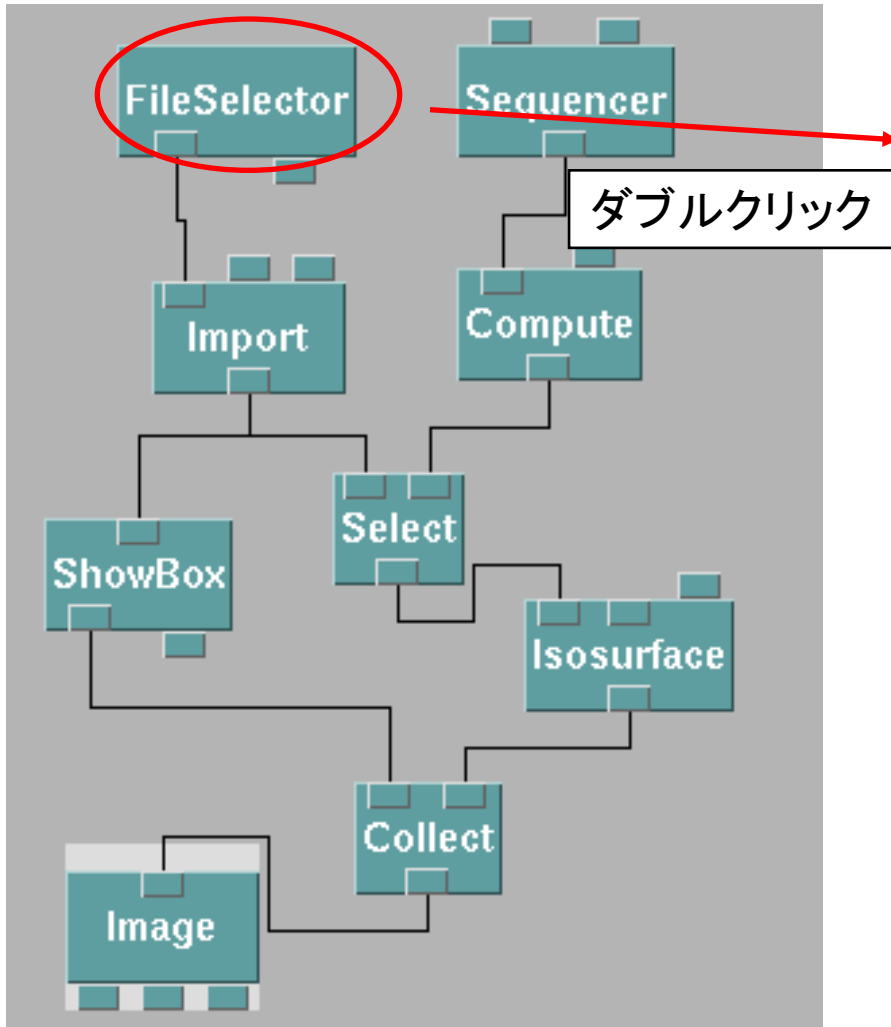 FileSelector
Sequencer
ダブルクリック
Import
Compute
Select
ShowBox
Isosurface
Collect
Image